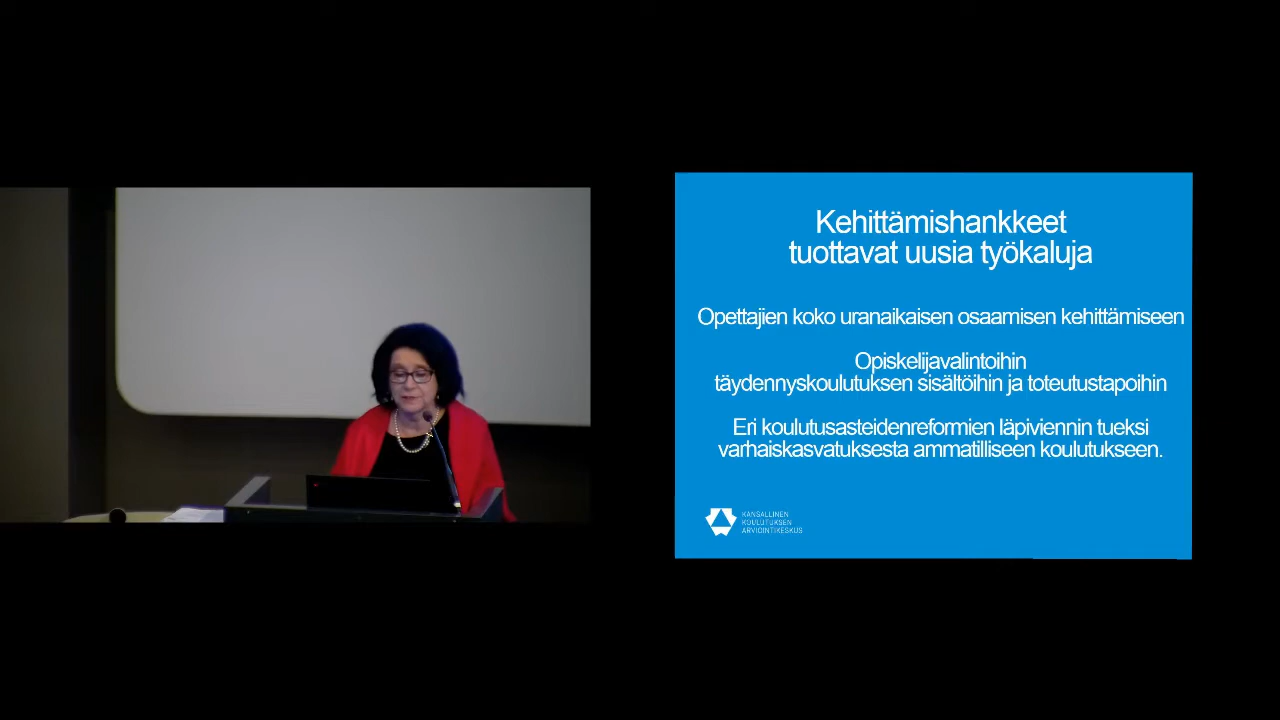 Kehittämishankkeet
tuottavat uusia työkaluja
Opettajien koko uranaikaisen osaamisen kehittämiseen
Opiskelijavalintoihin
täydennyskoulutuksen sisältöihin ja toteutustapoihin
Eri koulutusasteidenreformien läpiviennin tueksi
varhaiskasvatuksesta ammatilliseen koulutukseen.
KANSALLINEN
KOULUTUKSEN
ARVIOINTIKESKUS